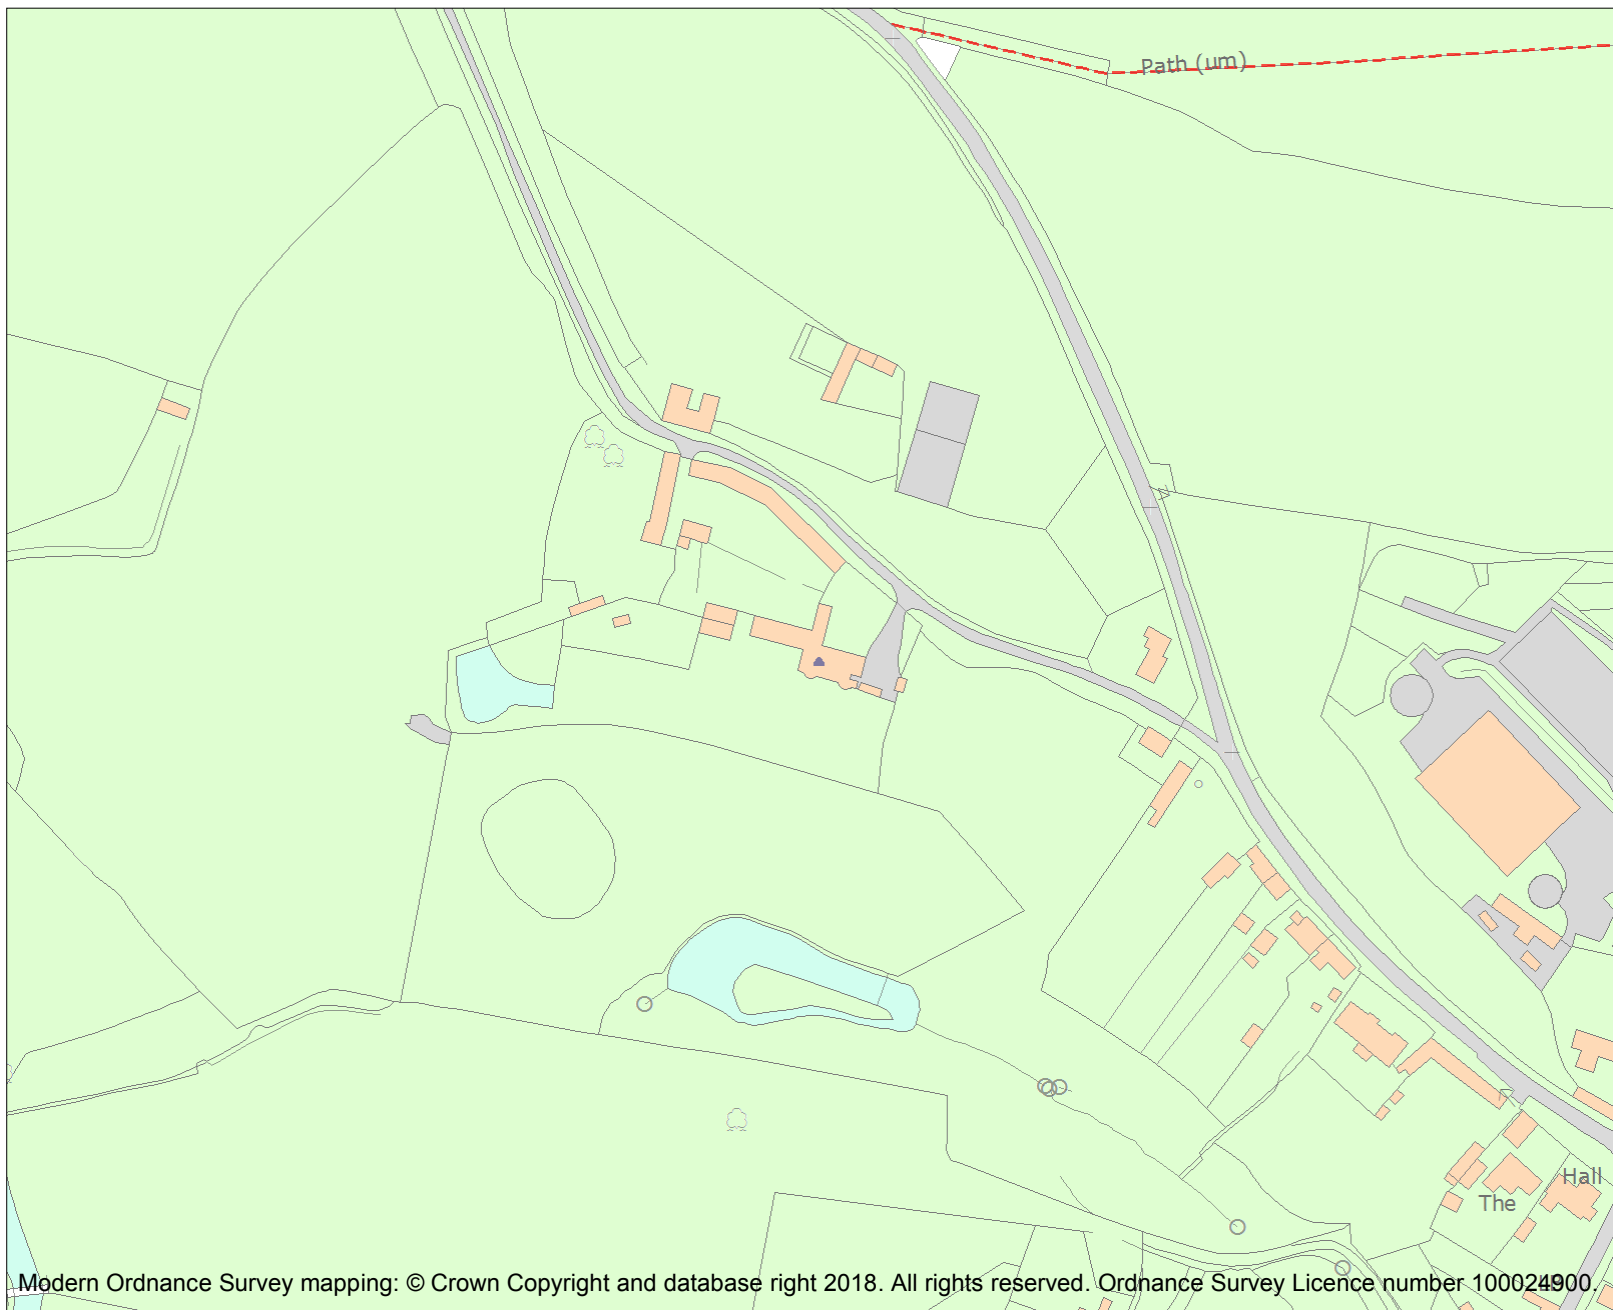 Path (um)
Hall
The
Modern Ordnance Survey mapping: © Crown Copyright and database right 2018. All rights reserved. Ordnance Survey Licence number 100024900.